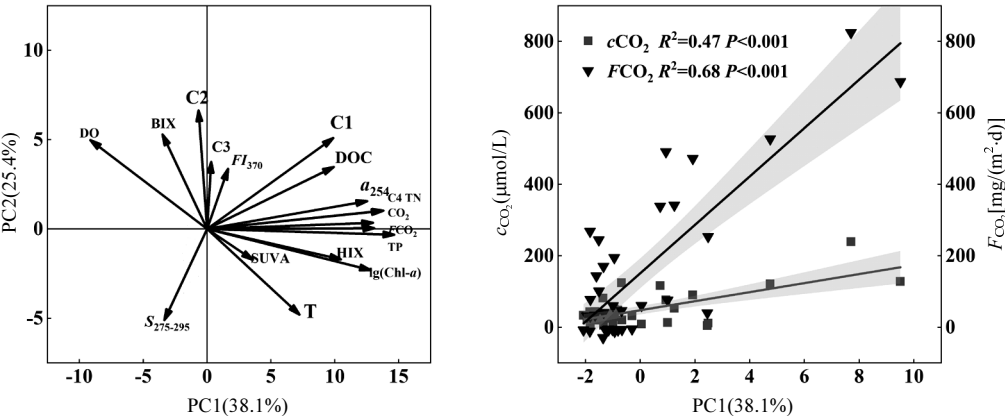 PC2(25.4%)
10
5
0
-5
-10
-5
0
5
10
15
PC1(38.1%)
DO
BIX
C2
C3
FI370
C1
DOC
a254
C4 TN
CO2
FCO2
TP
HIX
lg(Chl-a)
SUVA
T
S275-295
cCO2(μmol/L)
800
600
400
200
0
cCO2 R²=0.47 P<0.001
FCO2 R²=0.68 P<0.001
-2
0
2
4
6
8
10
PC1(38.1%)
800
600
400
200
0
FCO2[mg/(m²·d)]